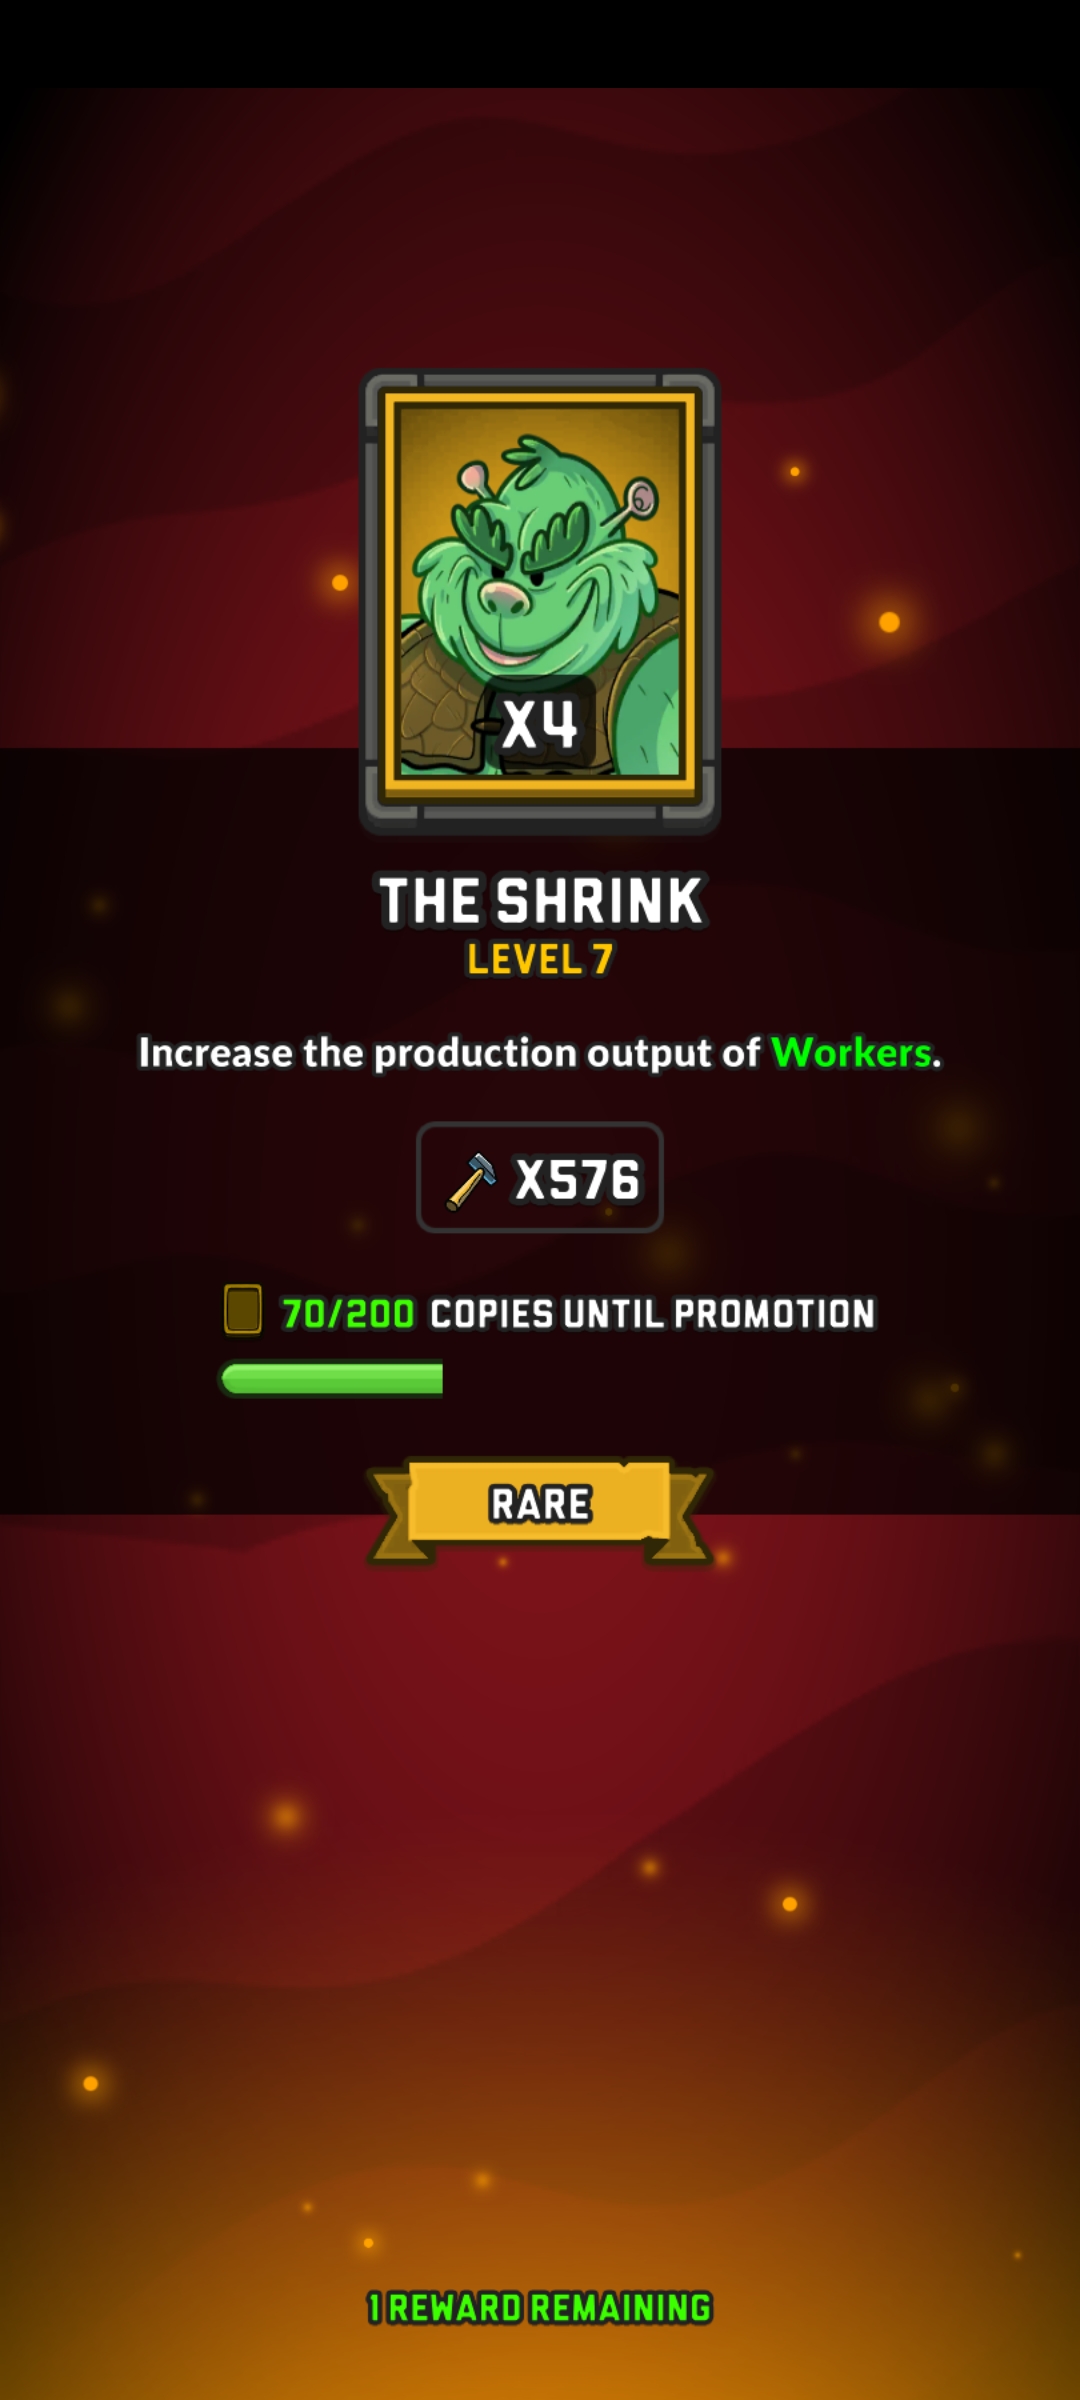 X4
THE SHRINK
LEVEL 7
Increase the production output of Workers.
X576
70/200 COPIES UNTIL PROMOTION
RARE
1 REWARD REMAINING